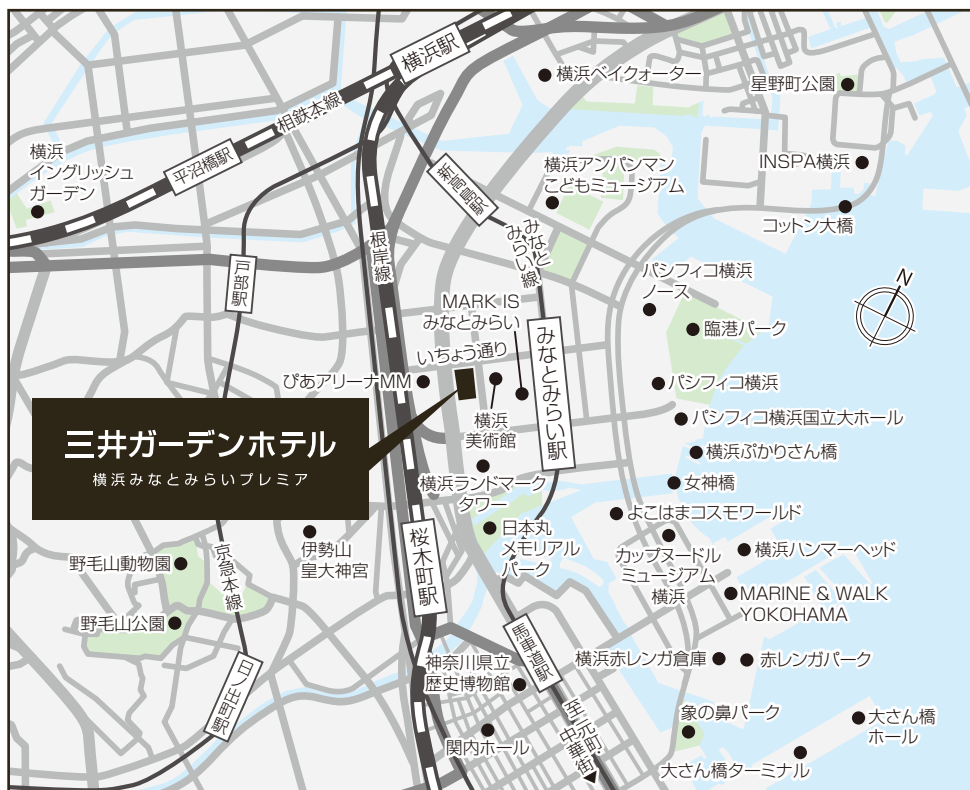 横浜駅
横浜ベイクォーター
星野町公園
相鉄本線
平沼橋駅
横浜
イングリッシュ
ガーデン
新高島駅
横浜アンパンマン
こどもミュージアム
INSPA横浜
コットン大橋
みなと
みらい線
根岸線
戸部駅
パシフィコ横浜
ノース
N
MARK IS
みなとみらい
臨港パーク
いちょう通り
みなとみらい駅
ぴあアリーナMM
パシフィコ横浜
横浜
美術館
パシフィコ横浜国立大ホール
三井ガーデンホテル
横浜みなとみらいプレミア
横浜ぷかりさん橋
横浜ランドマーク
タワー
女神橋
よこはまコスモワールド
日本丸
メモリアル
パーク
桜木町駅
伊勢山
皇大神宮
カップヌードル
ミュージアム
横浜
横浜ハンマーヘッド
野毛山動物園
京急本線
MARINE & WALK
YOKOHAMA
野毛山公園
馬車道駅
横浜赤レンガ倉庫
赤レンガパーク
神奈川県立
歴史博物館
日ノ出町駅
至元町・
中華街
象の鼻パーク
大さん橋
ホール
関内ホール
大さん橋ターミナル